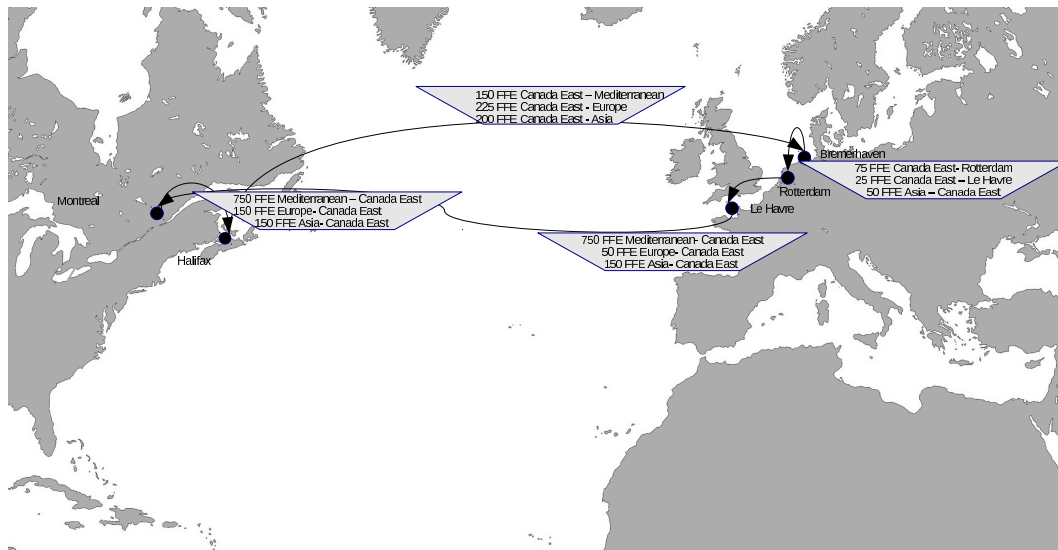 150 FFE Canada East – Mediterranean
225 FFE Canada East - Europe
200 FFE Canada East - Asia
Bremerhaven
75 FFE Canada East- Rotterdam
25 FFE Canada East – Le Havre
50 FFE Asia – Canada East
Rotterdam
Le Havre
Montreal
750 FFE Mediterranean – Canada East
150 FFE Europe- Canada East
150 FFE Asia- Canada East
Halifax
750 FFE Mediterranean- Canada East
50 FFE Europe- Canada East
150 FFE Asia- Canada East